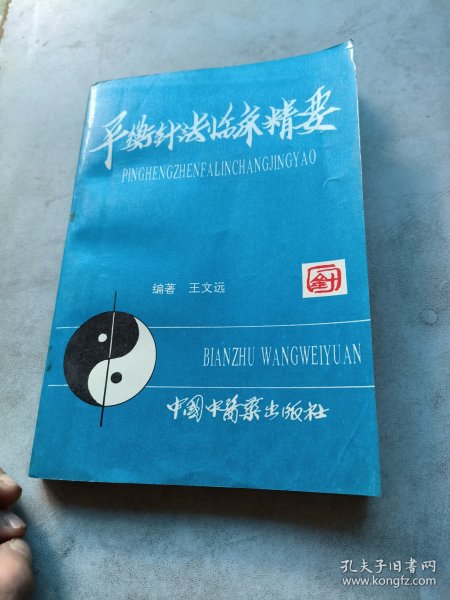 平衡针法临床精要
PINGHENGZHENFALINCHANGJINGYAO
编著 王文远
BIANZHU WANGWEIYUAN
中国中医药出版社
孔夫子旧书网
www.kongfz.com